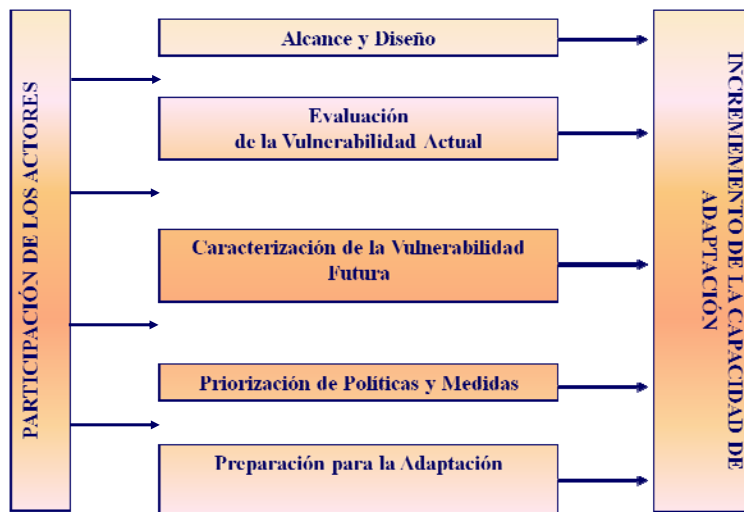 PARTICIPACIÓN DE LOS ACTORES
Alcance y Diseño
Evaluación
de la Vulnerabilidad Actual
Caracterización de la Vulnerabilidad
Futura
Priorización de Políticas y Medidas
Preparación para la Adaptación
INCREMEMENTO DE LA CAPACIDAD DE
ADAPTACIÓN